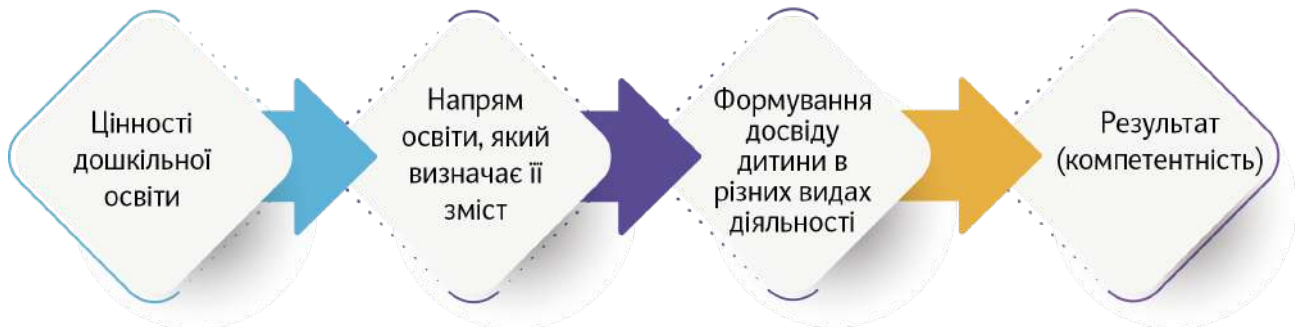 Цінності
дошкільної
освіти
Напрям
освіти, який
визначає її
зміст
Формування
досвіду
дитини в
різних видах
діяльності
Результат
(компетентність)